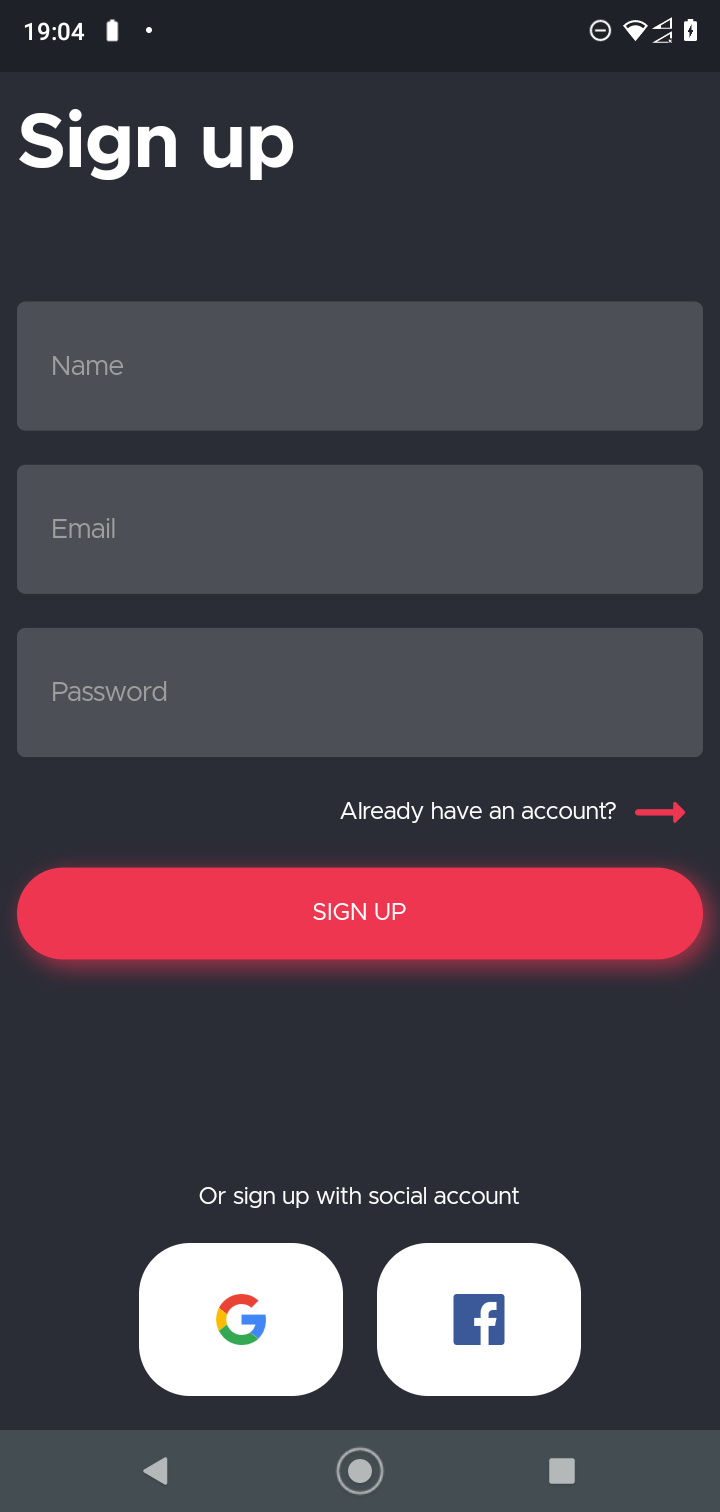 19:04
Sign up
Name
Email
Password
Already have an account?
SIGN UP
Or sign up with social account